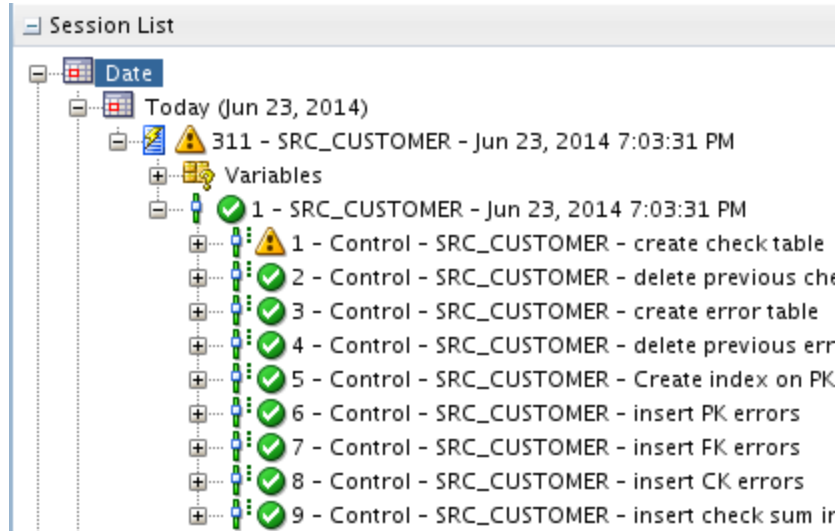 Session List
Date
Today (Jun 23, 2014)
311 - SRC_CUSTOMER - Jun 23, 2014 7:03:31 PM
Variables
1 - SRC_CUSTOMER - Jun 23, 2014 7:03:31 PM
1 - Control - SRC_CUSTOMER - create check table
2 - Control - SRC_CUSTOMER - delete previous che
3 - Control - SRC_CUSTOMER - create error table
4 - Control - SRC_CUSTOMER - delete previous err
5 - Control - SRC_CUSTOMER - Create index on PK
6 - Control - SRC_CUSTOMER - insert PK errors
7 - Control - SRC_CUSTOMER - insert FK errors
8 - Control - SRC_CUSTOMER - insert CK errors
9 - Control - SRC_CUSTOMER - insert check sum in